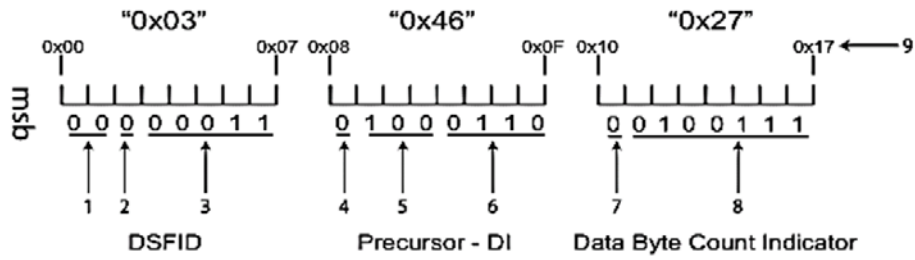 “0x03” “0x46” “0x27”
0x00 0x07 0x08 0x0F 0x10 0x17 9
msb
0 0 0 0 0 0 1 1 0 1 0 0 0 1 1 0 0 0 1 0 0 1 1 1
1 2 3 4 5 6 7 8
DSFID Precursor - DI Data Byte Count Indicator